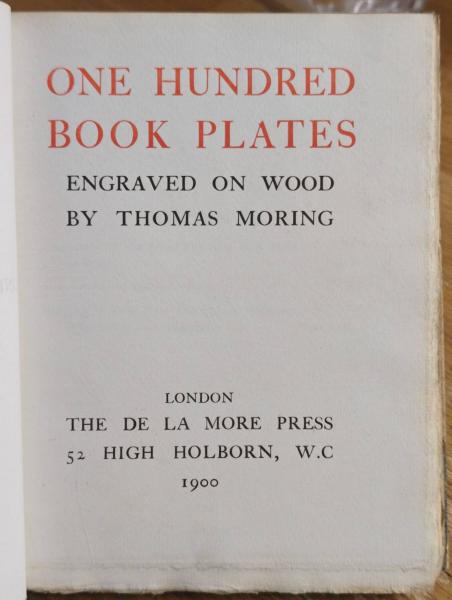 ONE HUNDRED
BOOK PLATES
ENGRAVED ON WOOD
BY THOMAS MORING
LONDON
THE DE LA MORE PRESS
52 HIGH HOLBORN, W.C
1900